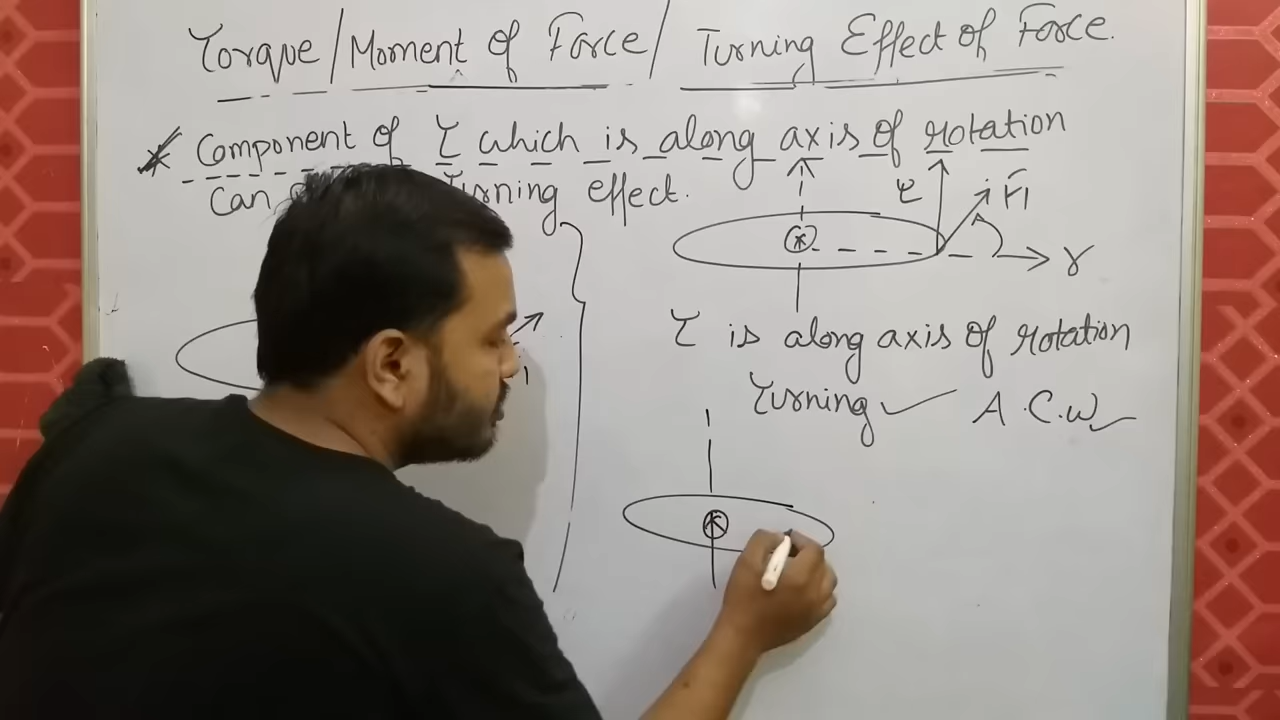 Torque/Moment of Force/ Turning Effect of Force.
* Component of τ which is along axis of rotation
Can Turning effect.
τ F1
r
τ is along axis of rotation
Turning ✓ A.C.W ✓